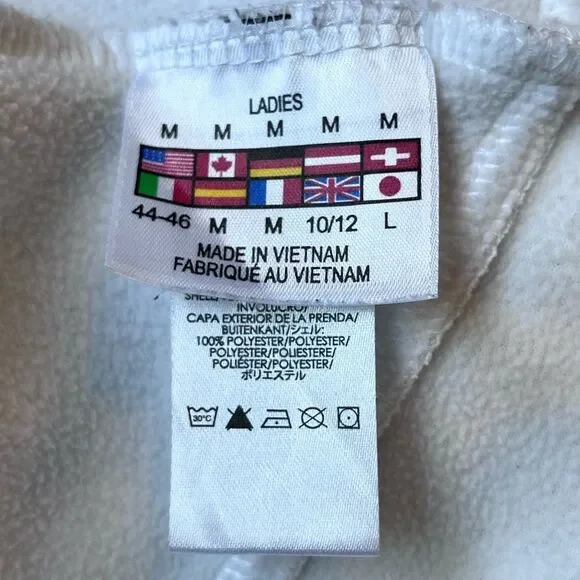 LADIES
M M M M M
44-46 M M 10/12 L
MADE IN VIETNAM
FABRIQUÉ AU VIETNAM
INVOLUCRO/
CAPA EXTERIOR DE LA PRENDA/
BUITENKANT/シェル:
100% POLYESTER/POLYESTER/
POLYESTER/POLIESTERE/
POLIÉSTER/POLYESTER/
ポリエステル
30°C